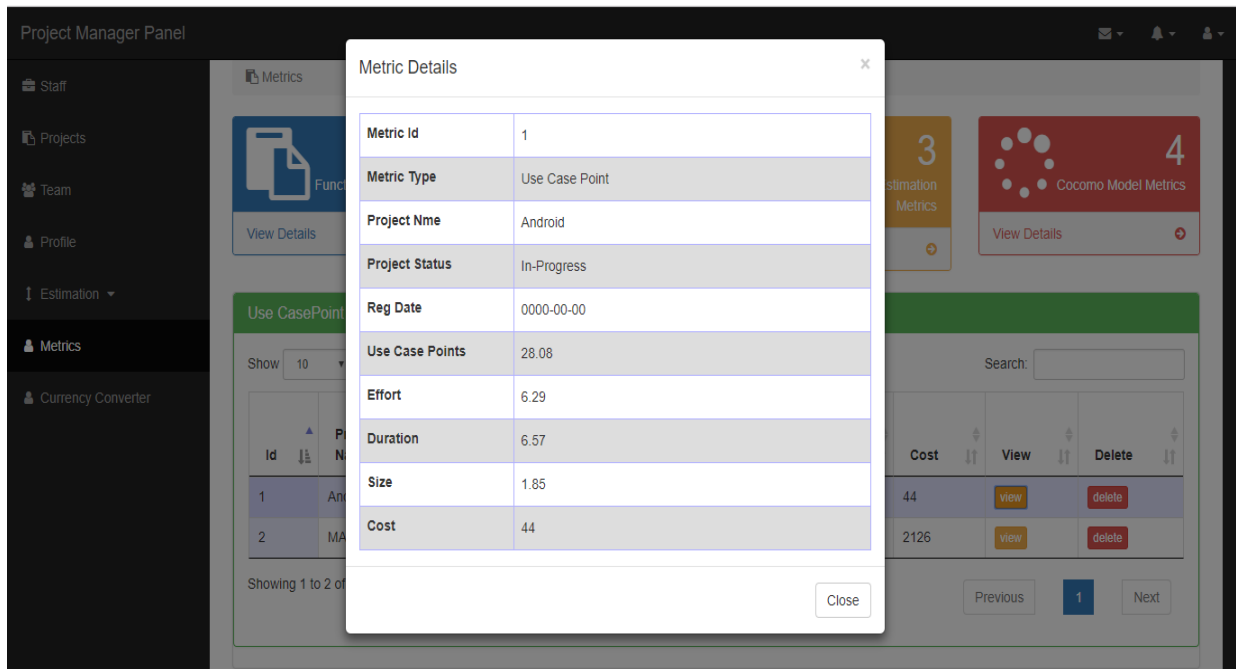 Project Manager Panel
Staff
Projects
Team
Profile
Estimation
Metrics
Currency Converter
Metrics
Metric Details
×
Metric Id 1
Metric Type Use Case Point
Project Nme Android
Project Status In-Progress
Reg Date 0000-00-00
Use Case Points 28.08
Effort 6.29
Duration 6.57
Size 1.85
Cost 44
Close
View Details
3
Metrics
4
Cocomo Model Metrics
View Details
Use CasePoint
Show 10
Search:
Id Cost View Delete
1 44 view delete
2 2126 view delete
Showing 1 to 2 of
Previous 1 Next